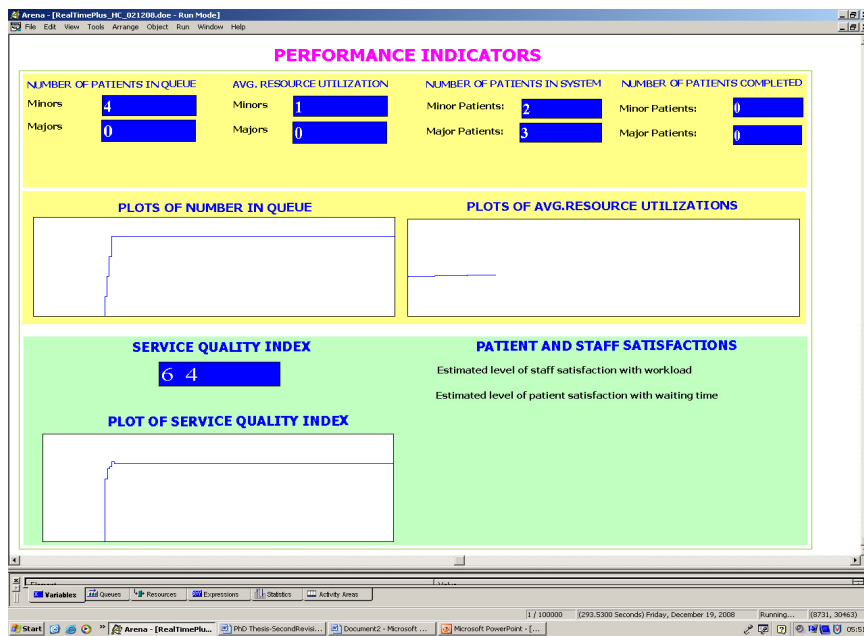 Arena - [RealTimePlus_HC_021208.doe - Run Mode]
File Edit View Tools Arrange Object Run Window Help
PERFORMANCE INDICATORS
NUMBER OF PATIENTS IN QUEUE AVG. RESOURCE UTILIZATION NUMBER OF PATIENTS IN SYSTEM NUMBER OF PATIENTS COMPLETED
Minors 4 Minors 1 Minor Patients: 2 Minor Patients: 0
Majors 0 Majors 0 Major Patients: 3 Major Patients: 0
PLOTS OF NUMBER IN QUEUE PLOTS OF AVG.RESOURCE UTILIZATIONS
SERVICE QUALITY INDEX PATIENT AND STAFF SATISFACTIONS
6 4
Estimated level of staff satisfaction with workload
Estimated level of patient satisfaction with waiting time
PLOT OF SERVICE QUALITY INDEX
Variables Queues Resources Expressions Statistics Activity Areas
1 / 100000 (293.5300 Seconds) Friday, December 19, 2008 Running... (8731, 30463)
Start Arena - [RealTimePlu... PhD Thesis-SecondRevisi... Document2 - Microsoft ... Microsoft PowerPoint - [...